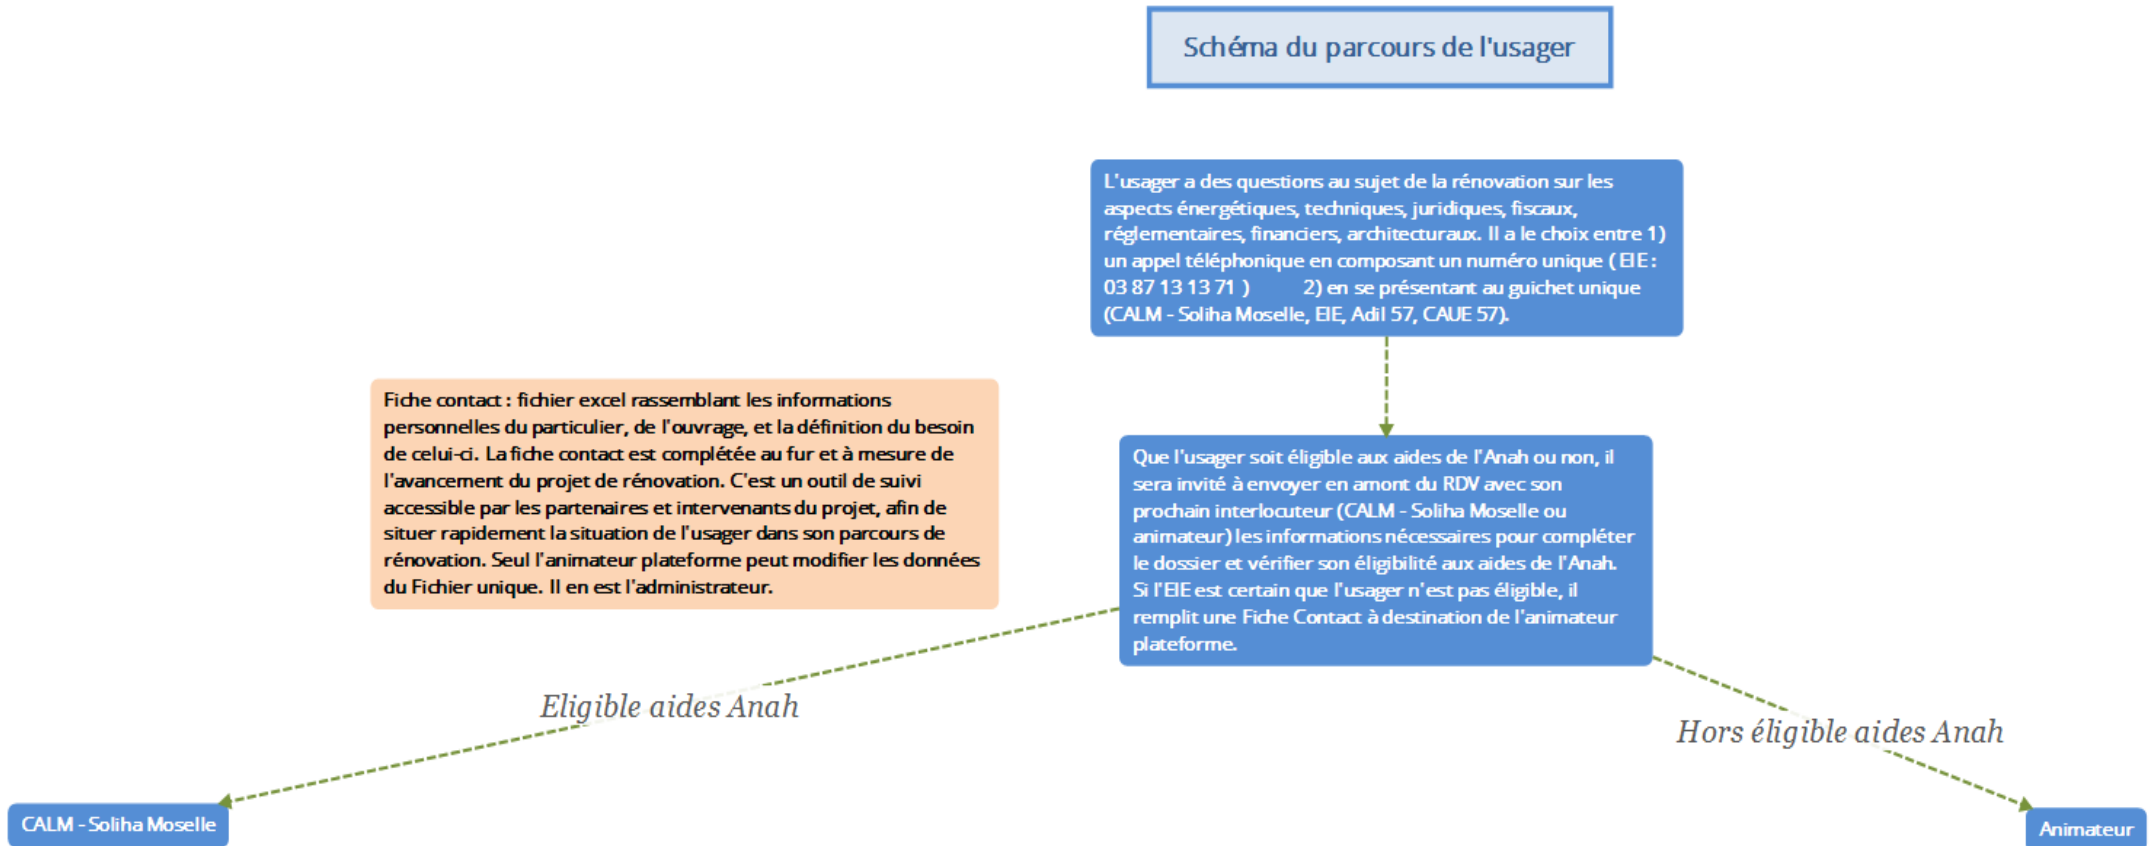 Schéma du parcours de l'usager
L'usager a des questions au sujet de la rénovation sur les
aspects énergétiques, techniques, juridiques, fiscaux,
réglementaires, financiers, architecturaux. Il a le choix entre 1)
un appel téléphonique en composant un numéro unique ( EIE :
03 87 13 13 71 ) 2) en se présentant au guichet unique
(CALM - Soliha Moselle, EIE, Adil 57, CAUE 57).
Fiche contact : fichier excel rassemblant les informations
personnelles du particulier, de l'ouvrage, et la définition du besoin
de celui-ci. La fiche contact est complétée au fur et à mesure de
l'avancement du projet de rénovation. C'est un outil de suivi
accessible par les partenaires et intervenants du projet, afin de
situer rapidement la situation de l'usager dans son parcours de
rénovation. Seul l'animateur plateforme peut modifier les données
du Fichier unique. Il en est l'administrateur.
Que l'usager soit éligible aux aides de l'Anah ou non, il
sera invité à envoyer en amont du RDV avec son
prochain interlocuteur (CALM - Soliha Moselle ou
animateur) les informations nécessaires pour compléter
le dossier et vérifier son éligibilité aux aides de l'Anah.
Si l'EIE est certain que l'usager n'est pas éligible, il
remplit une Fiche Contact à destination de l'animateur
plateforme.
Eligible aides Anah
Hors éligible aides Anah
CALM - Soliha Moselle
Animateur